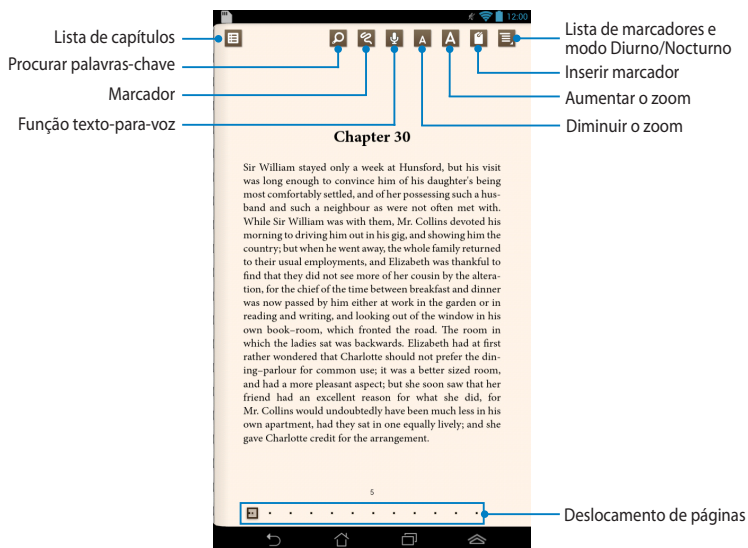 12:00
Lista de capítulos
Procurar palavras-chave
Marcador
Função texto-para-voz
Lista de marcadores e
modo Diurno/Nocturno
Inserir marcador
Aumentar o zoom
Diminuir o zoom
A
A
Chapter 30
Sir William stayed only a week at Hunsford, but his visit
was long enough to convince him of his daughter's being
most comfortably settled, and of her possessing such a hus-
band and such a neighbour as were not often met with.
While Sir William was with them, Mr. Collins devoted his
morning to driving him out in his gig, and showing him the
country; but when he went away, the whole family returned
to their usual employments, and Elizabeth was thankful to
find that they did not see more of her cousin by the altera-
tion, for the chief of the time between breakfast and dinner
was now passed by him either at work in the garden or in
reading and writing, and looking out of the window in his
own book–room, which fronted the road. The room in
which the ladies sat was backwards. Elizabeth had at first
rather wondered that Charlotte should not prefer the din-
ing–parlour for common use; it was a better sized room,
and had a more pleasant aspect; but she soon saw that her
friend had an excellent reason for what she did, for
Mr. Collins would undoubtedly have been much less in his
own apartment, had they sat in one equally lively; and she
gave Charlotte credit for the arrangement.
5
Deslocamento de páginas